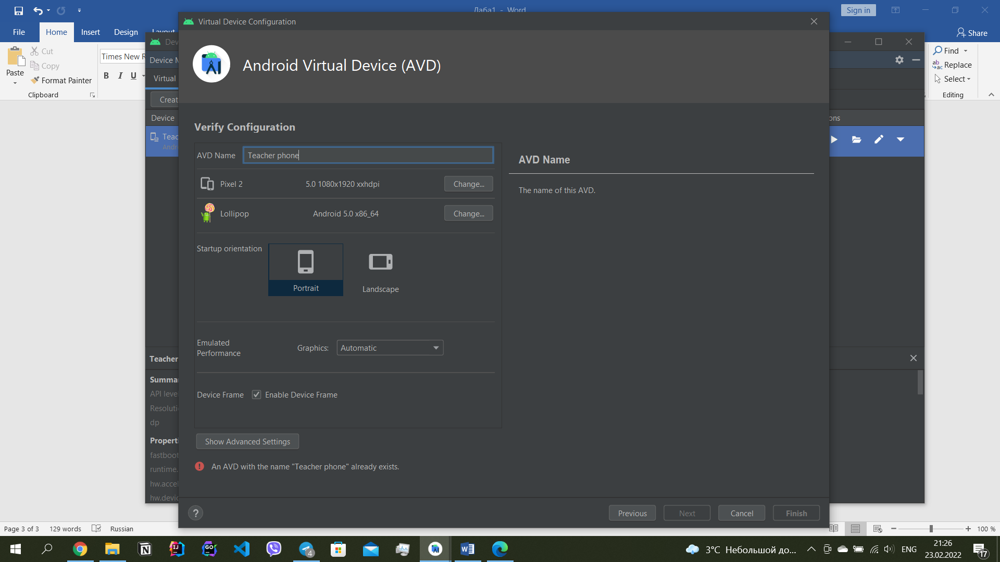 Лаба1 - Word
Sign in
File
Home
Insert
Design
Layout
Share
Cut
Copy
Paste
Format Painter
Clipboard
Times New R
B I U
Find
Replace
Select
Editing
Device M
Virtual
Creat
Device
Teac
Andr
ons
Virtual Device Configuration
Android Virtual Device (AVD)
Verify Configuration
AVD Name Teacher phone
Pixel 2 5.0 1080x1920 xxhdpi Change...
Lollipop Android 5.0 x86_64 Change...
Startup orientation
Portrait
Landscape
Emulated
Performance
Graphics: Automatic
Device Frame Enable Device Frame
Show Advanced Settings
An AVD with the name "Teacher phone" already exists.
AVD Name
The name of this AVD.
? Previous Next Cancel Finish
Teacher
Summa
API leve
Resoluti
dp
Properti
fastboot
runtime.
hw.accel
hw.devic
Page 3 of 3 129 words Russian
100 %
4
3°C Небольшой до...
ENG
21:26
23.02.2022
17